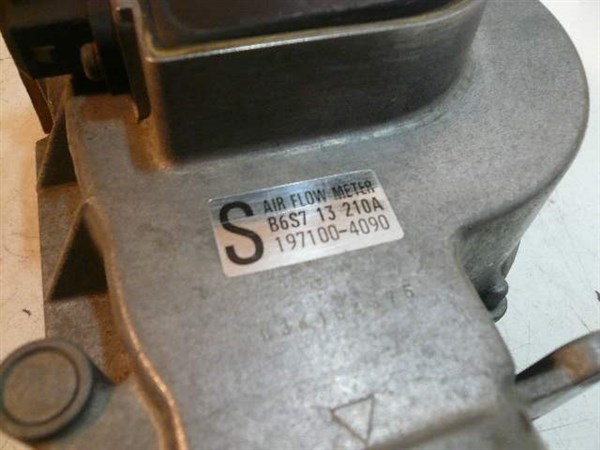 S
AIR FLOW METER
B6S7 13 210A
197100-4090